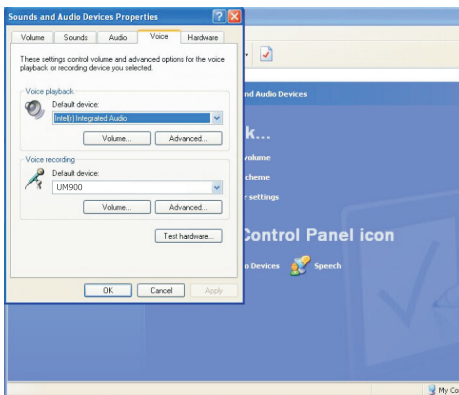 Sounds and Audio Devices Properties
Volume Sounds Audio Voice Hardware
These settings control volume and advanced options for the voice
playback or recording device you selected.
Voice playback
Default device:
Intel(r) Integrated Audio
Volume... Advanced...
Voice recording
Default device:
UM900
Volume... Advanced...
Test hardware...
OK Cancel Apply
nd Audio Devices
k...
volume
cheme
r settings
Control Panel icon
o Devices Speech
My Co